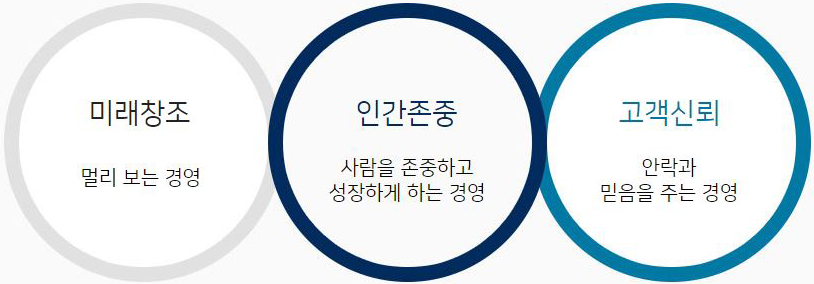 미래창조
멀리 보는 경영
인간존중
사람을 존중하고
성장하게 하는 경영
고객신뢰
안락과
믿음을 주는 경영